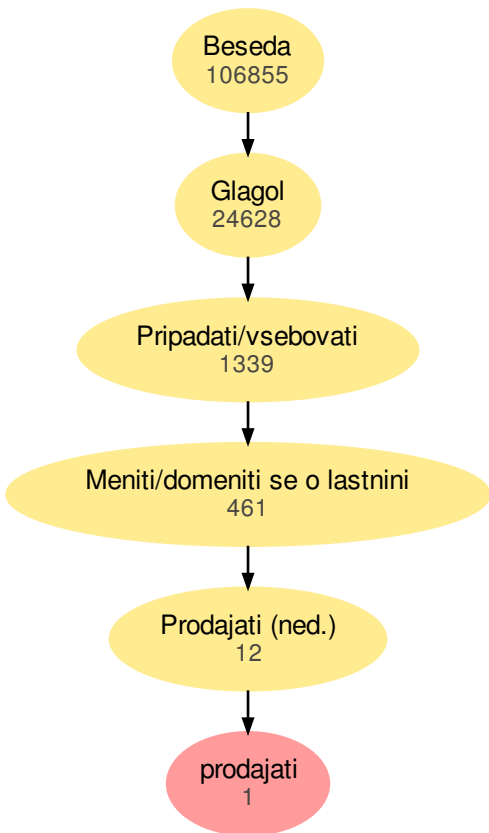 Beseda
106855
Glagol
24628
Pripadati/vsebovati
1339
Meniti/domeniti se o lastnini
461
Prodajati (ned.)
12
prodajati
1